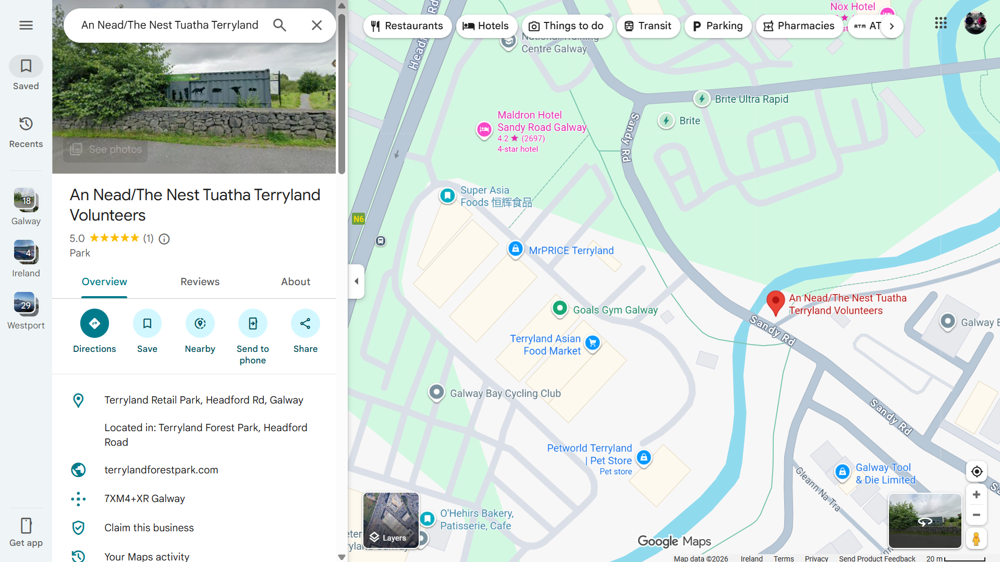 An Nead/The Nest Tuatha Terryland
Saved
Recents
18
Galway
4
Ireland
29
Westport
Get app
See photos
An Nead/The Nest Tuatha Terryland
Volunteers
5.0 ★★★★★ (1)
Park
Overview
Reviews
About
Directions
Save
Nearby
Send to
phone
Share
Terryland Retail Park, Headford Rd, Galway
Located in: Terryland Forest Park, Headford
Road
terrylandforestpark.com
7XM4+XR Galway
Claim this business
Your Maps activity
Restaurants
Hotels
Things to do
Transit
Parking
Pharmacies
ATM AT
Nox Hotel
National Training
Centre Galway
Brite Ultra Rapid
Brite
Maldron Hotel
Sandy Road Galway
4.2 ★ (2697)
4-star hotel
Sandy Rd
Super Asia
Foods 恒辉食品
N6
MrPRICE Terryland
Goals Gym Galway
An Nead/The Nest Tuatha
Terryland Volunteers
Sandy Rd
Galway
Terryland Asian
Food Market
Galway Bay Cycling Club
Sandy Rd
Petworld Terryland
| Pet Store
Pet store
Galway Tool
& Die Limited
Gleann Na Tra
O'Hehirs Bakery,
Patisserie, Cafe
Layers
Google Maps
Map data ©2026
Ireland
Terms
Privacy
Send Product Feedback
20 m